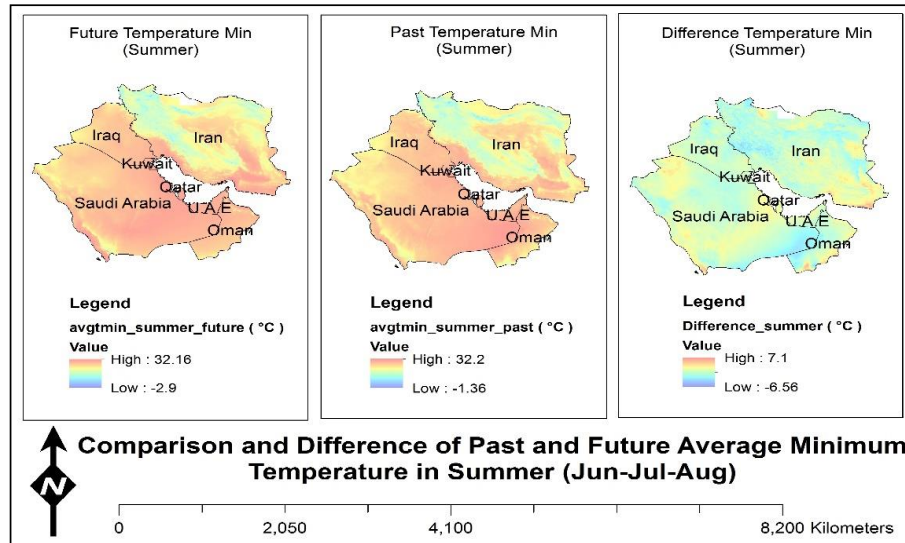 Future Temperature Min
(Summer)
Iraq
Iran
Kuwait
Qatar
Saudi Arabia
U A E
Oman
Legend
avgtmin_summer_future ( °C )
Value
High : 32.16
Low : -2.9
Past Temperature Min
(Summer)
Iraq
Iran
Kuwait
Qatar
Saudi Arabia
U A E
Oman
Legend
avgtmin_summer_past ( °C )
Value
High : 32.2
Low : -1.36
Difference Temperature Min
(Summer)
Iraq
Iran
Kuwait
Qatar
Saudi Arabia
U A E
Oman
Legend
Difference_summer ( °C )
Value
High : 7.1
Low : -6.56
N
Comparison and Difference of Past and Future Average Minimum
Temperature in Summer (Jun-Jul-Aug)
0 2,050 4,100 8,200 Kilometers